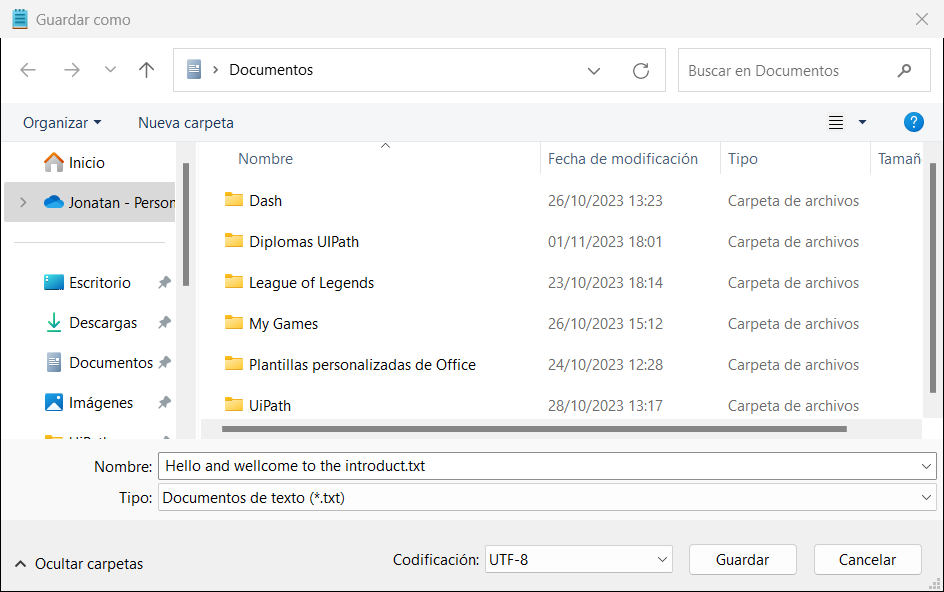 Guardar como
Documentos
Buscar en Documentos
Organizar Nueva carpeta ?
Inicio
Jonatan - Person
Escritorio
Descargas
Documentos
Imágenes
UiPath
Nombre Fecha de modificación Tipo Tamañ
Dash 26/10/2023 13:23 Carpeta de archivos
Diplomas UIPath 01/11/2023 18:01 Carpeta de archivos
League of Legends 23/10/2023 18:14 Carpeta de archivos
My Games 26/10/2023 15:12 Carpeta de archivos
Plantillas personalizadas de Office 24/10/2023 12:28 Carpeta de archivos
UiPath 28/10/2023 13:17 Carpeta de archivos
Nombre: Hello and wellcome to the introduct.txt
Tipo: Documentos de texto (*.txt)
Ocultar carpetas Codificación: UTF-8 Guardar Cancelar